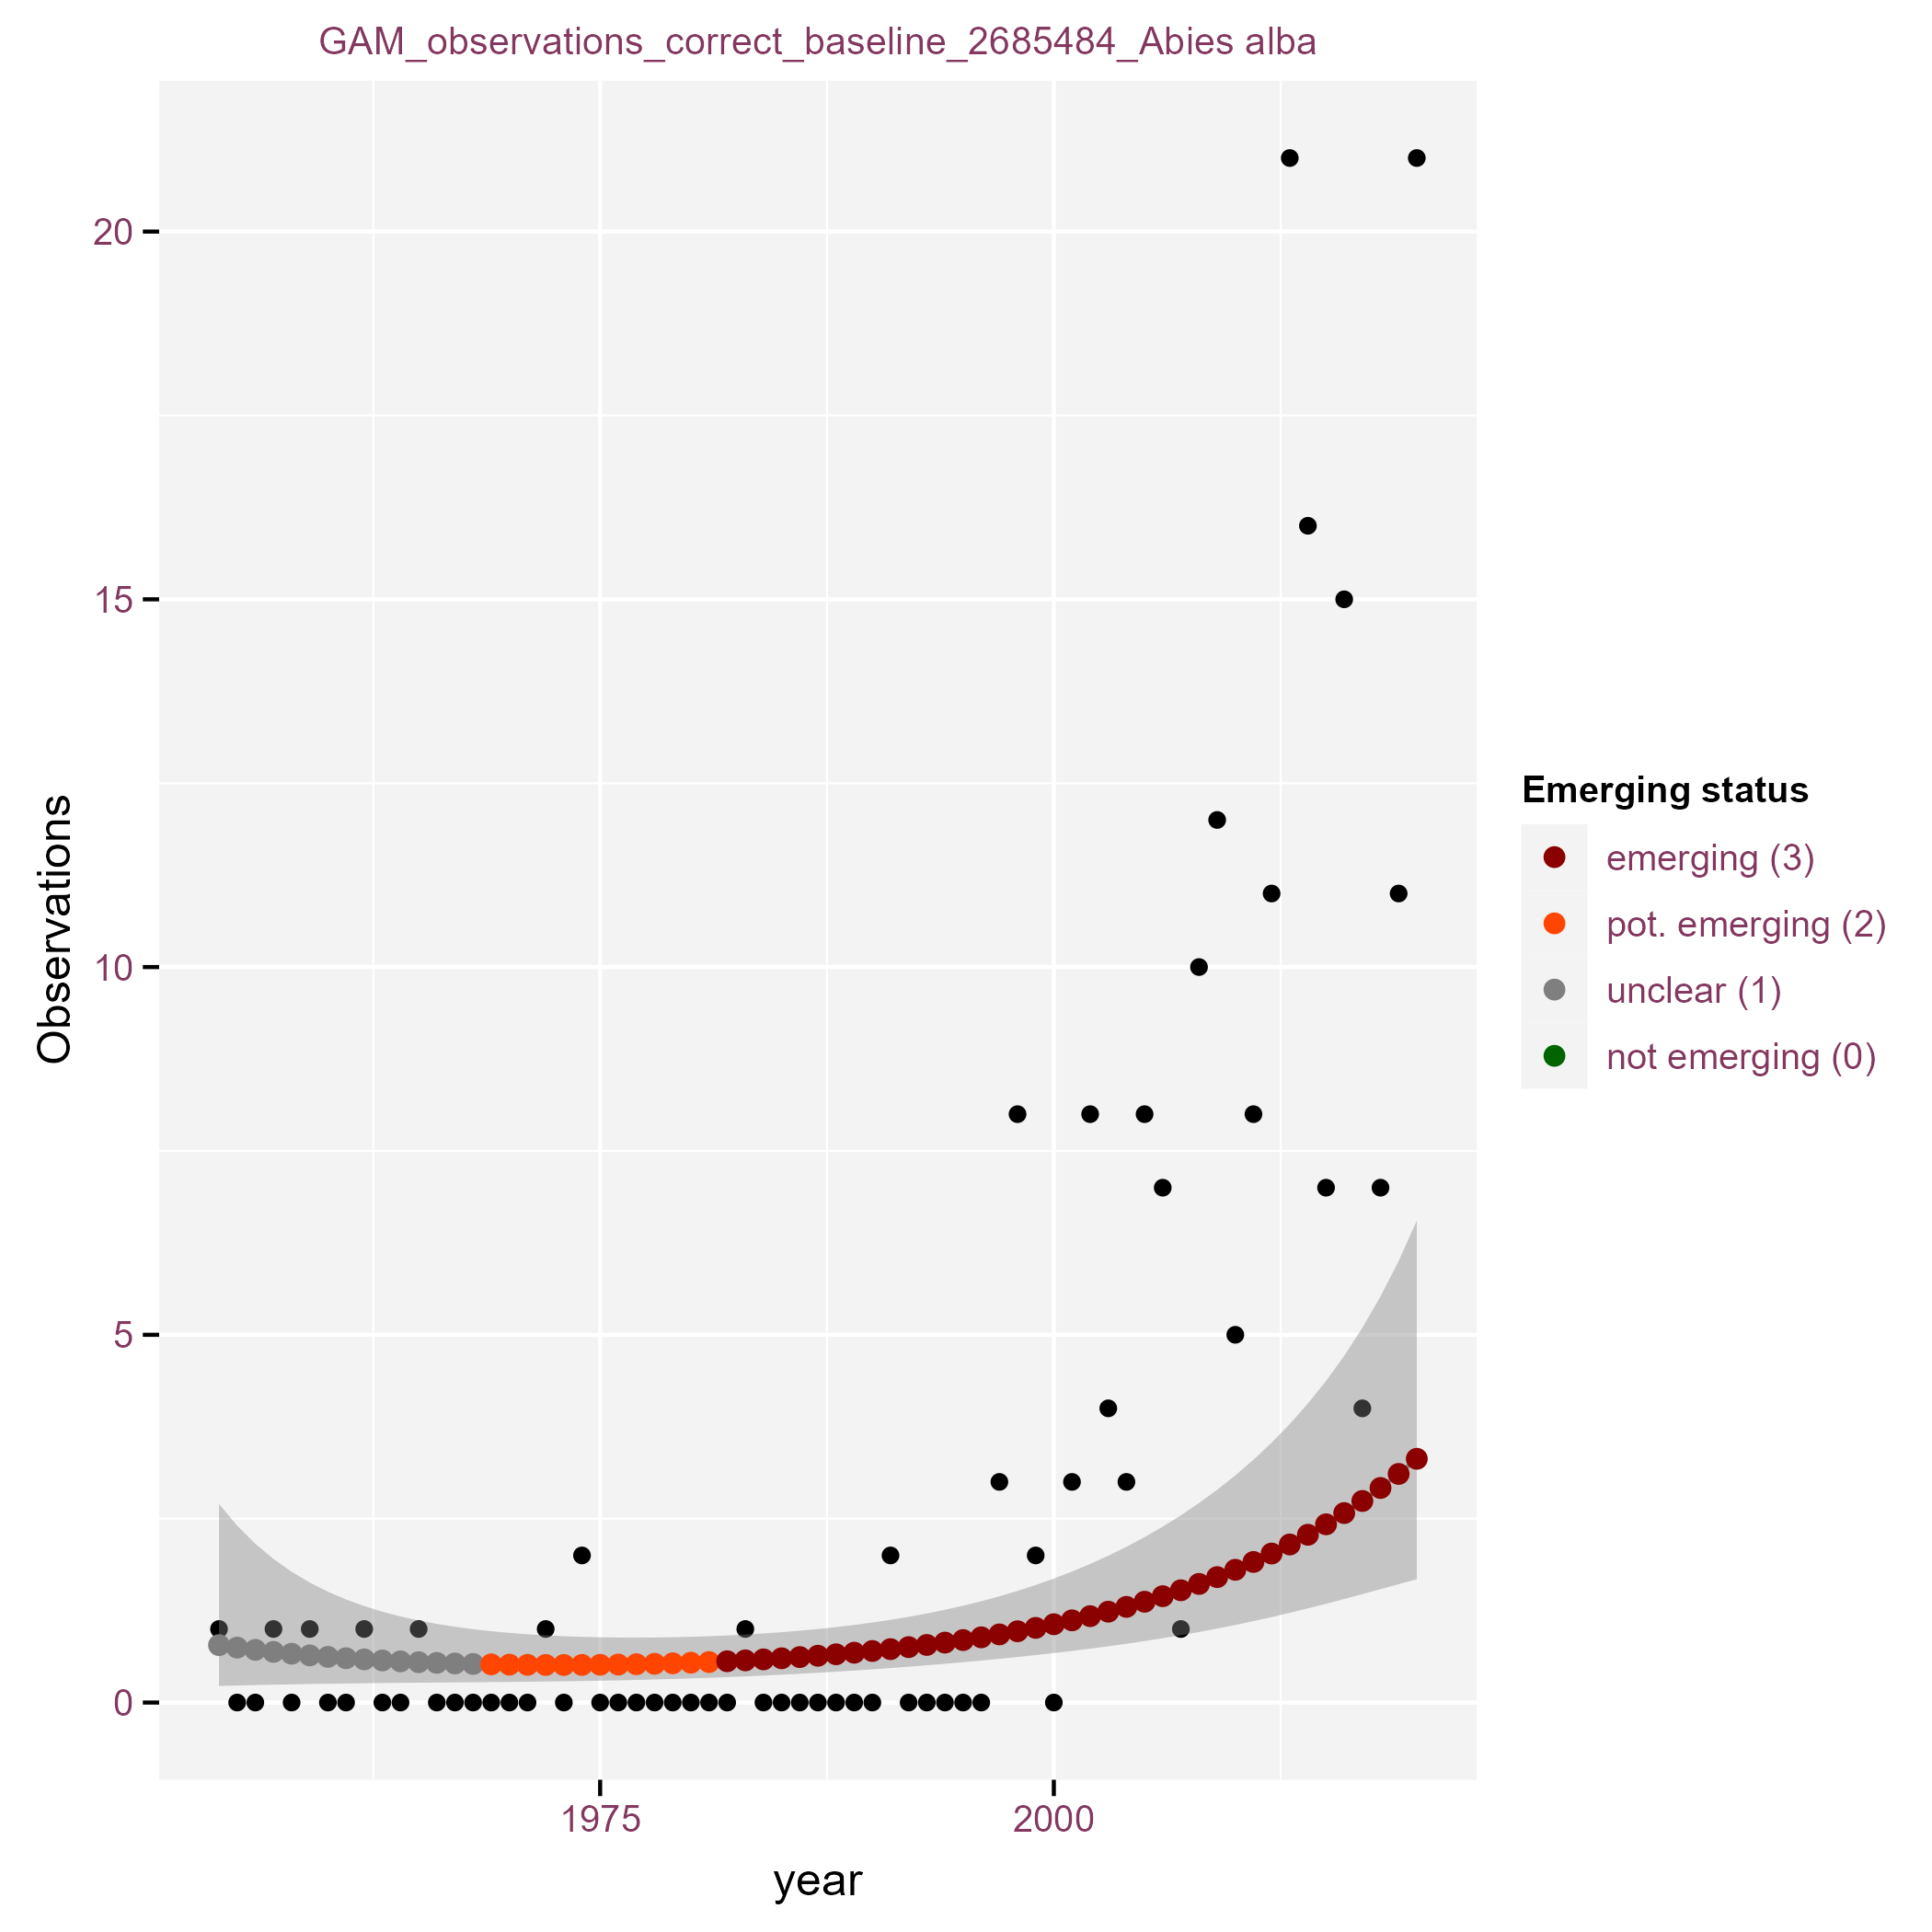 GAM_observations_correct_baseline_2685484_Abies alba
20
15
10
5
0
Observations
1975
2000
year
Emerging status
emerging (3)
pot. emerging (2)
unclear (1)
not emerging (0)